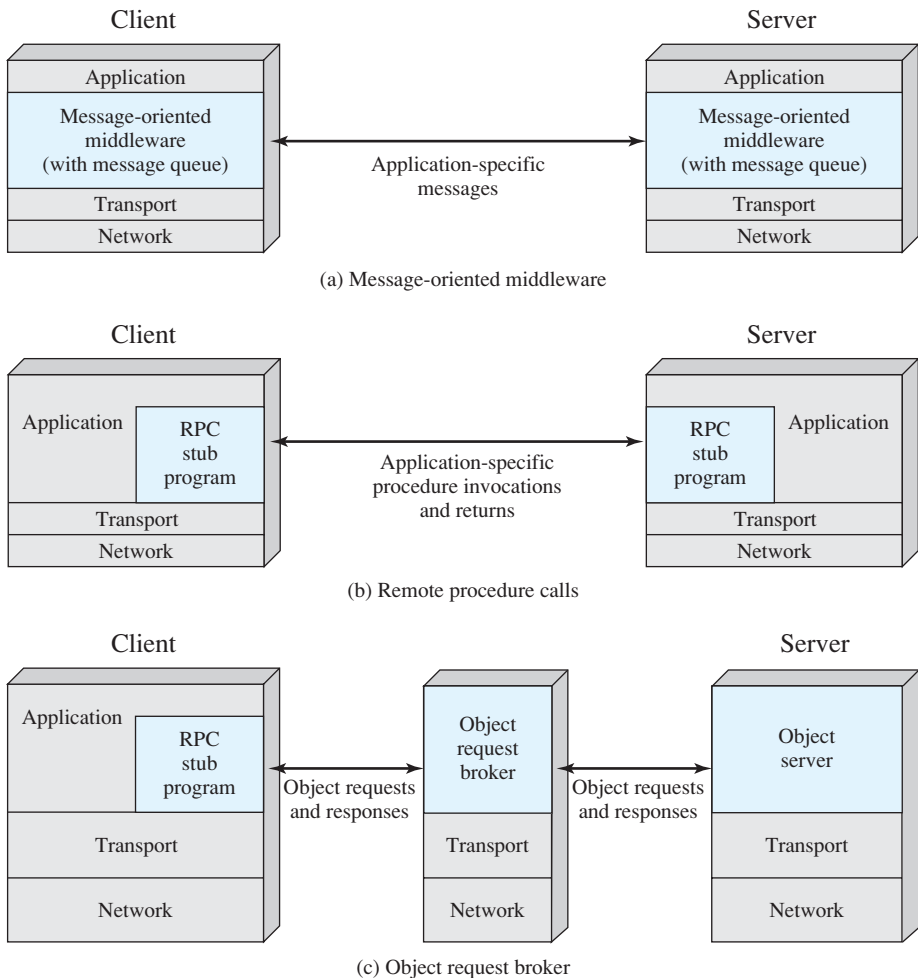 Client
Server
Application
Message-oriented
middleware
(with message queue)
Transport
Network
Application-specific
messages
Application
Message-oriented
middleware
(with message queue)
Transport
Network
(a) Message-oriented middleware
Client
Server
Application
RPC
stub
program
Transport
Network
Application-specific
procedure invocations
and returns
RPC
stub
program
Application
Transport
Network
(b) Remote procedure calls
Client
Server
Application
RPC
stub
program
Transport
Network
Object requests
and responses
Object
request
broker
Transport
Network
Object requests
and responses
Object
server
Transport
Network
(c) Object request broker